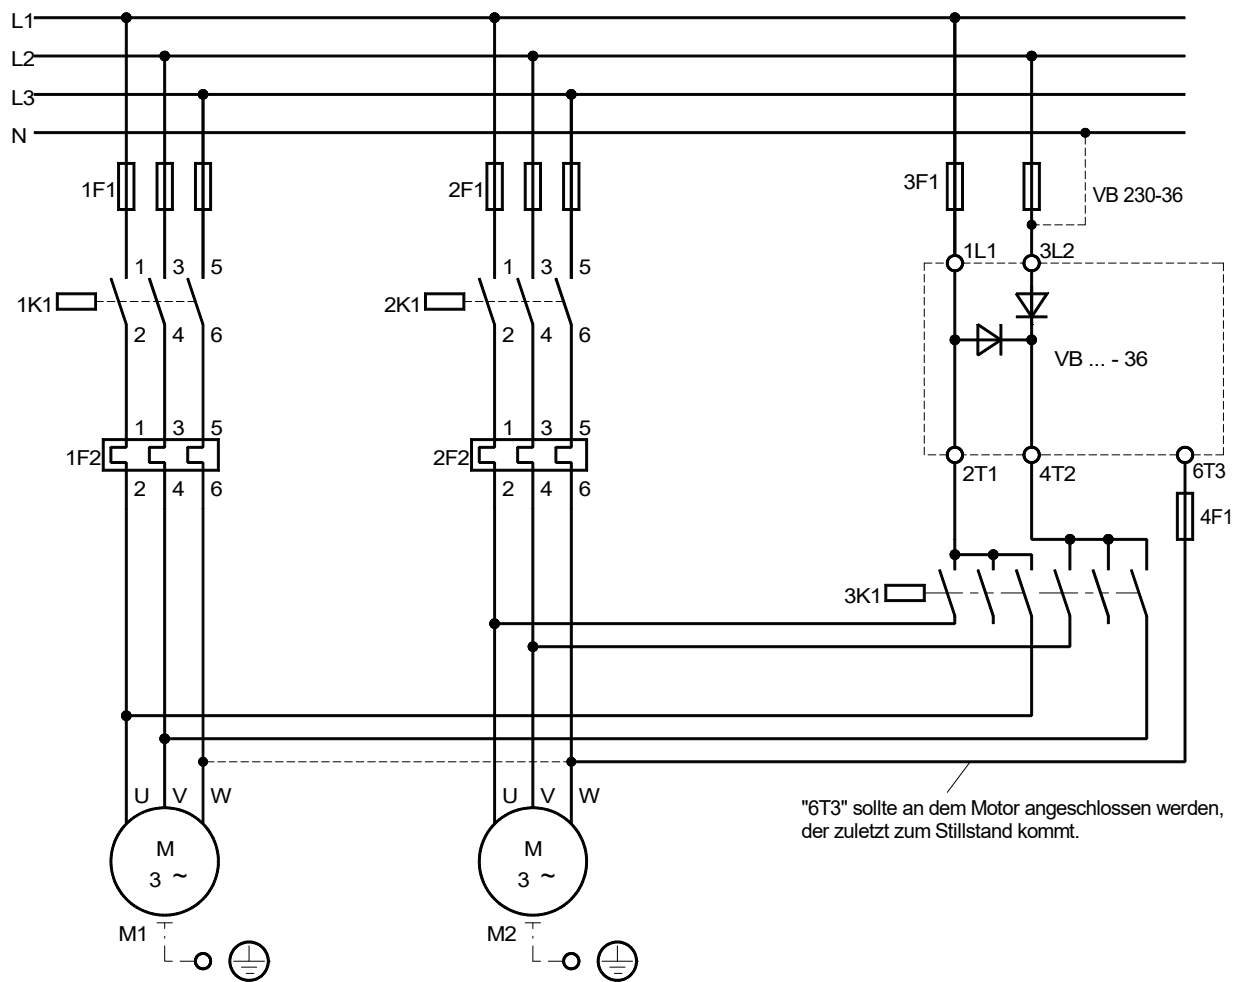 L1
L2
L3
N
1F1
2F1
3F1
VB 230-36
1L1 3L2
1 3 5
1 3 5
1K1
2K1
2 4 6
2 4 6
VB ... - 36
1 3 5
1 3 5
1F2
2F2
2T1 4T2 6T3
2 4 6
2 4 6
4F1
3K1
U V W
U V W
"6T3" sollte an dem Motor angeschlossen werden,
der zuletzt zum Stillstand kommt.
M
3 ~
M
3 ~
M1
M2